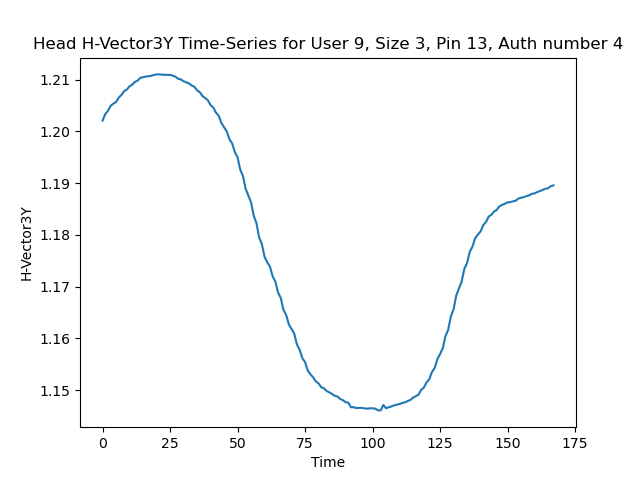 Head H-Vector3Y Time-Series for User 9, Size 3, Pin 13, Auth number 4
1.21
1.20
1.19
1.18
1.17
1.16
1.15
H-Vector3Y
0 25 50 75 100 125 150 175
Time